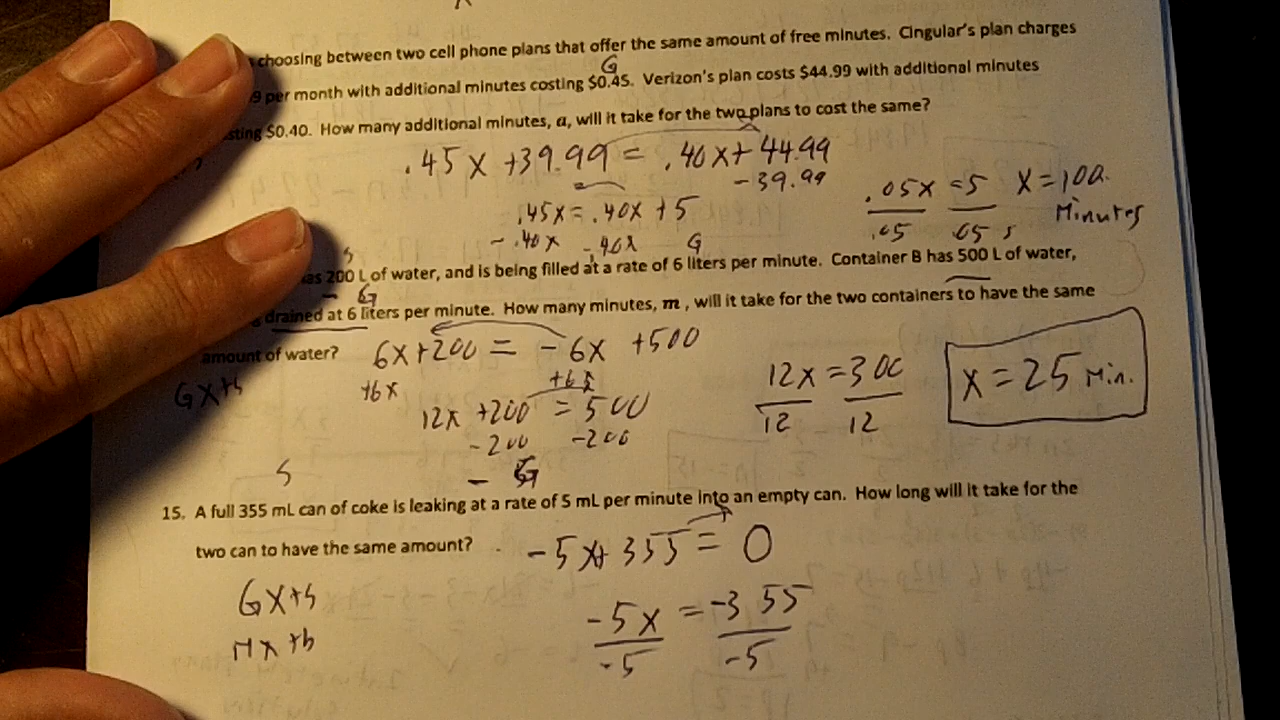 choosing between two cell phone plans that offer the same amount of free minutes. Cingular's plan charges
G
9 per month with additional minutes costing $0.45. Verizon's plan costs $44.99 with additional minutes
sting $0.40. How many additional minutes, a, will it take for the two plans to cost the same?
.45x +39.99 = .40x+ 44.99
-39.99
.05x =5 x=100
.05 .05
Minutes
.45x=.40x +5
-.40x -.40x
S G
as 200 L of water, and is being filled at a rate of 6 liters per minute. Container B has 500 L of water,
- G
drained at 6 liters per minute. How many minutes, m, will it take for the two containers to have the same
amount of water? 6x+200 = -6x +500
Gx+s +6x +6x
12x =300 x=25 Min.
12 12
12x +200 =500
-200 -200
S - G
15. A full 355 mL can of coke is leaking at a rate of 5 mL per minute into an empty can. How long will it take for the
two can to have the same amount? -5x+355=0
Gx+s -5x =-355
Mx+b -5 -5